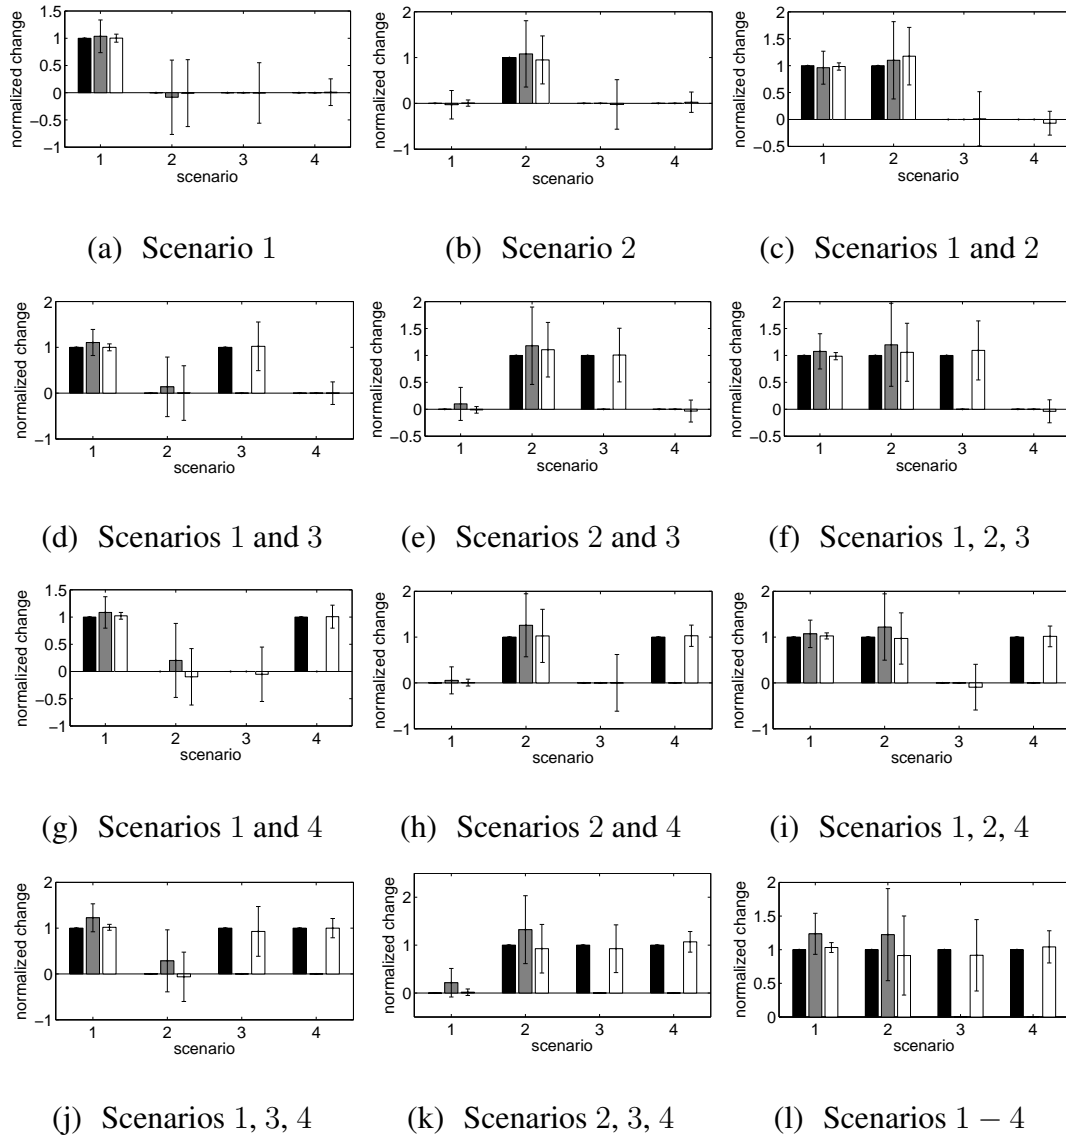 normalized change
1.5
1
0.5
0
−0.5
−1
1 2 3 4
scenario
(a) Scenario 1
normalized change
2
1
0
−1
1 2 3 4
scenario
(b) Scenario 2
normalized change
2
1.5
1
0.5
0
−0.5
1 2 3 4
scenario
(c) Scenarios 1 and 2
normalized change
2
1
0
−1
1 2 3 4
scenario
(d) Scenarios 1 and 3
normalized change
2
1.5
1
0.5
0
−0.5
1 2 3 4
scenario
(e) Scenarios 2 and 3
normalized change
2
1.5
1
0.5
0
−0.5
1 2 3 4
scenario
(f) Scenarios 1, 2, 3
normalized change
1.5
1
0.5
0
−0.5
−1
1 2 3 4
scenario
(g) Scenarios 1 and 4
normalized change
2
1
0
−1
1 2 3 4
scenario
(h) Scenarios 2 and 4
normalized change
2
1
0
−1
1 2 3 4
scenario
(i) Scenarios 1, 2, 4
normalized change
2
1
0
−1
1 2 3 4
scenario
(j) Scenarios 1, 3, 4
normalized change
2
1
0
1 2 3 4
scenario
(k) Scenarios 2, 3, 4
normalized change
2
1.5
1
0.5
0
1 2 3 4
scenario
(l) Scenarios 1 − 4